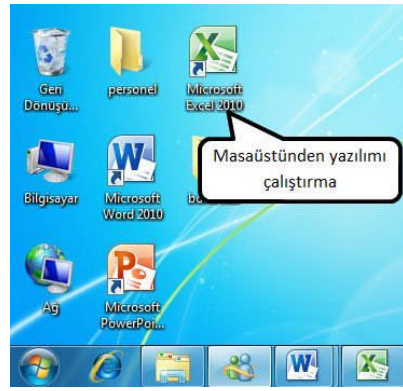 Geri
Dönüşü...
personel
Microsoft
Excel 2010
Masaüstünden yazılımı
çalıştırma
Bilgisayar
Microsoft
Word 2010
Ağ
Microsoft
PowerPoi...